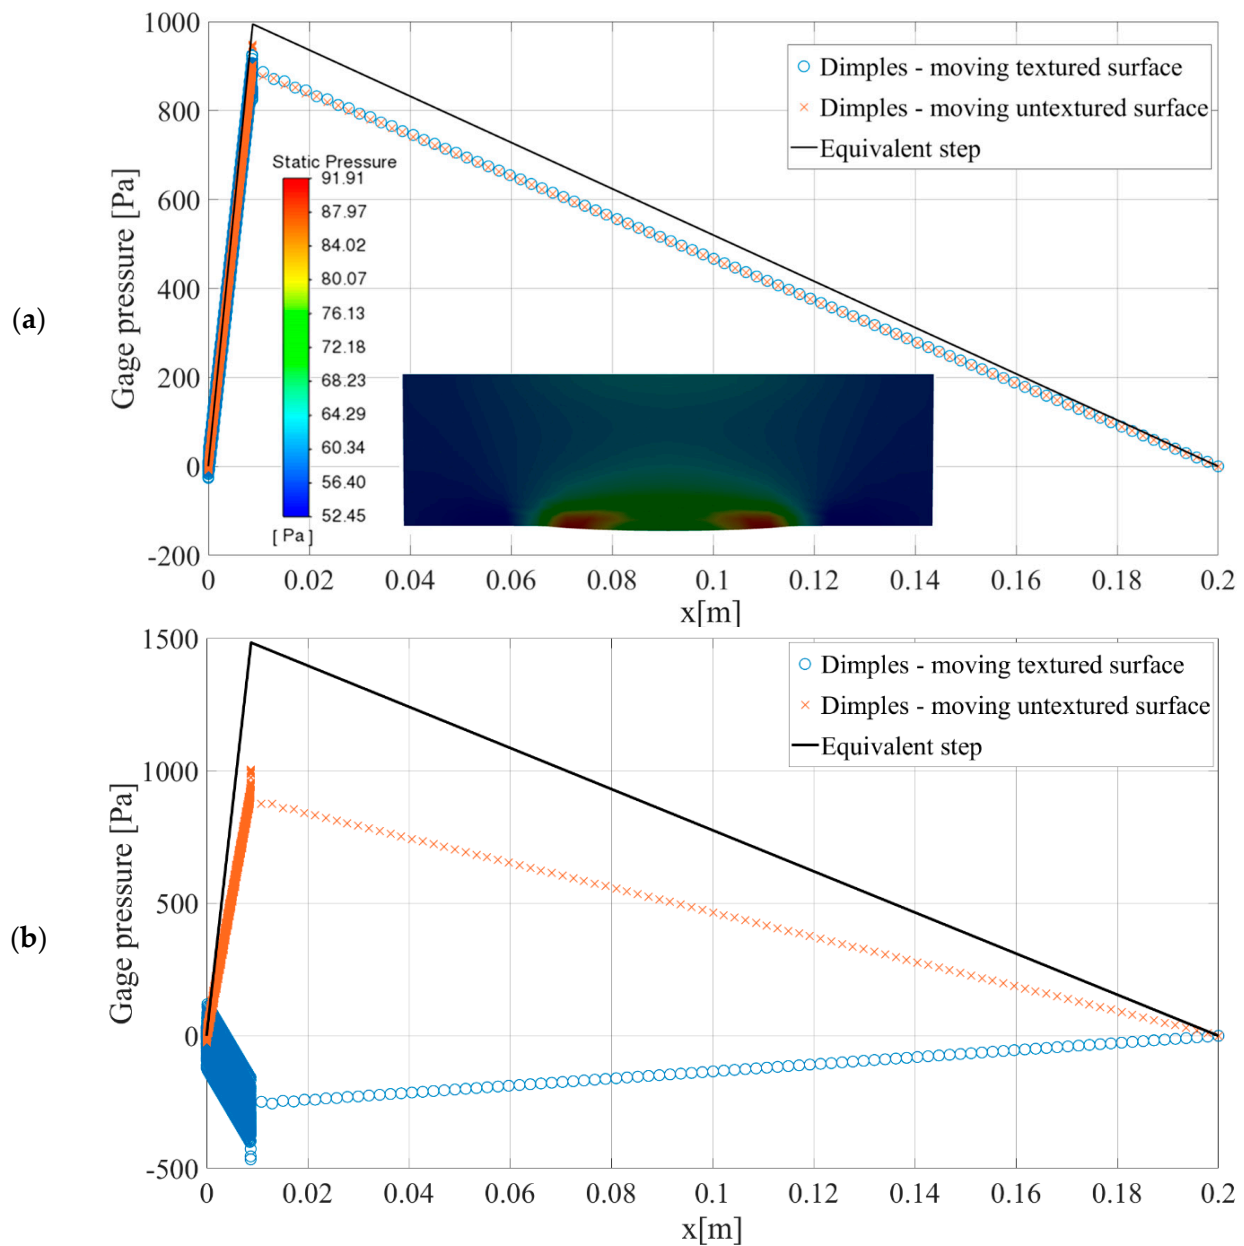 1000
800
600
400
200
0
-200
Gage pressure [Pa]
Dimples - moving textured surface
Dimples - moving untextured surface
Equivalent step
Static Pressure
91.91
87.97
84.02
80.07
76.13
72.18
68.23
64.29
60.34
56.40
52.45
[ Pa ]
(a)
0 0.02 0.04 0.06 0.08 0.1 0.12 0.14 0.16 0.18 0.2
x[m]
1500
1000
500
0
-500
Gage pressure [Pa]
Dimples - moving textured surface
Dimples - moving untextured surface
Equivalent step
(b)
0 0.02 0.04 0.06 0.08 0.1 0.12 0.14 0.16 0.18 0.2
x[m]